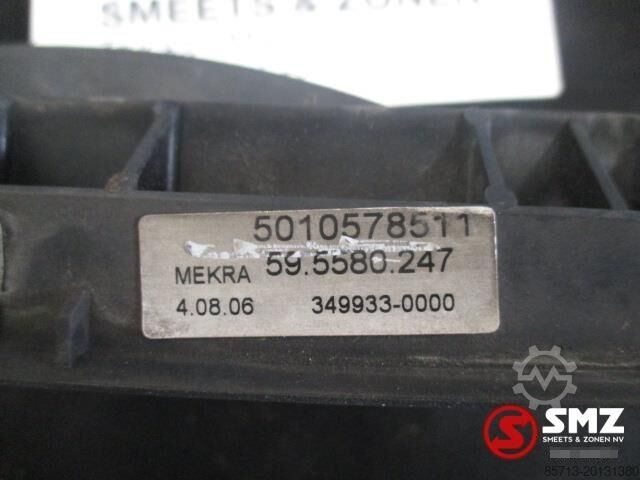 SMEETS & ZONEN
5010578511
MEKRA 59.5580.247
4.08.06 349933-0000
SMZ
SMEETS & ZONEN NV
85713-20131380